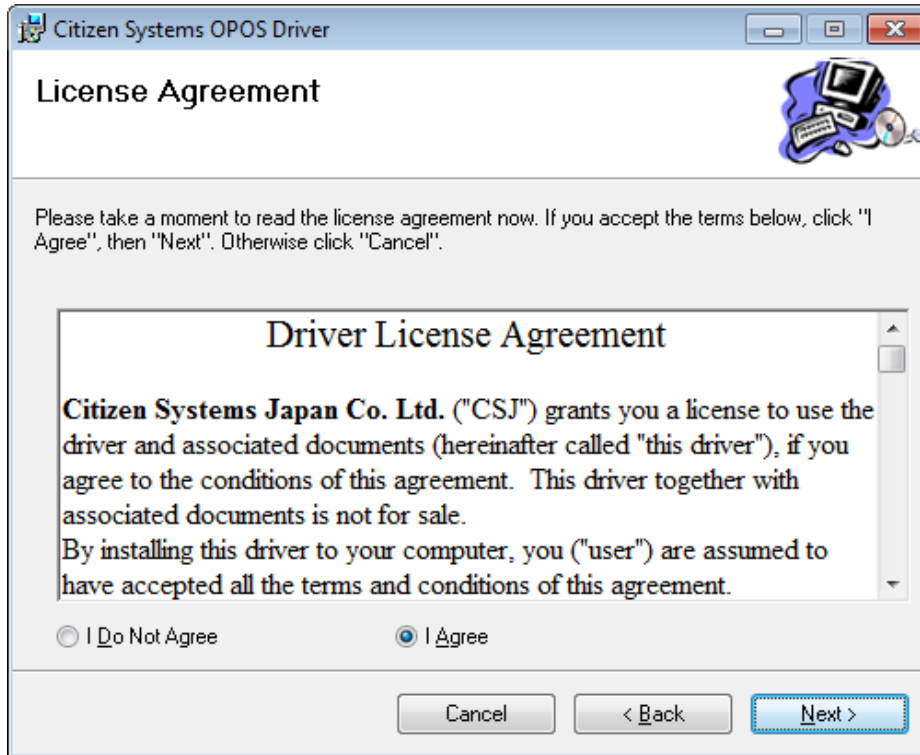 Citizen Systems OPOS Driver
License Agreement
Please take a moment to read the license agreement now. If you accept the terms below, click "I
Agree", then "Next". Otherwise click "Cancel".
Driver License Agreement
Citizen Systems Japan Co. Ltd. ("CSJ") grants you a license to use the
driver and associated documents (hereinafter called "this driver"), if you
agree to the conditions of this agreement.  This driver together with
associated documents is not for sale.
By installing this driver to your computer, you ("user") are assumed to
have accepted all the terms and conditions of this agreement.
I Do Not Agree
I Agree
Cancel
< Back
Next >